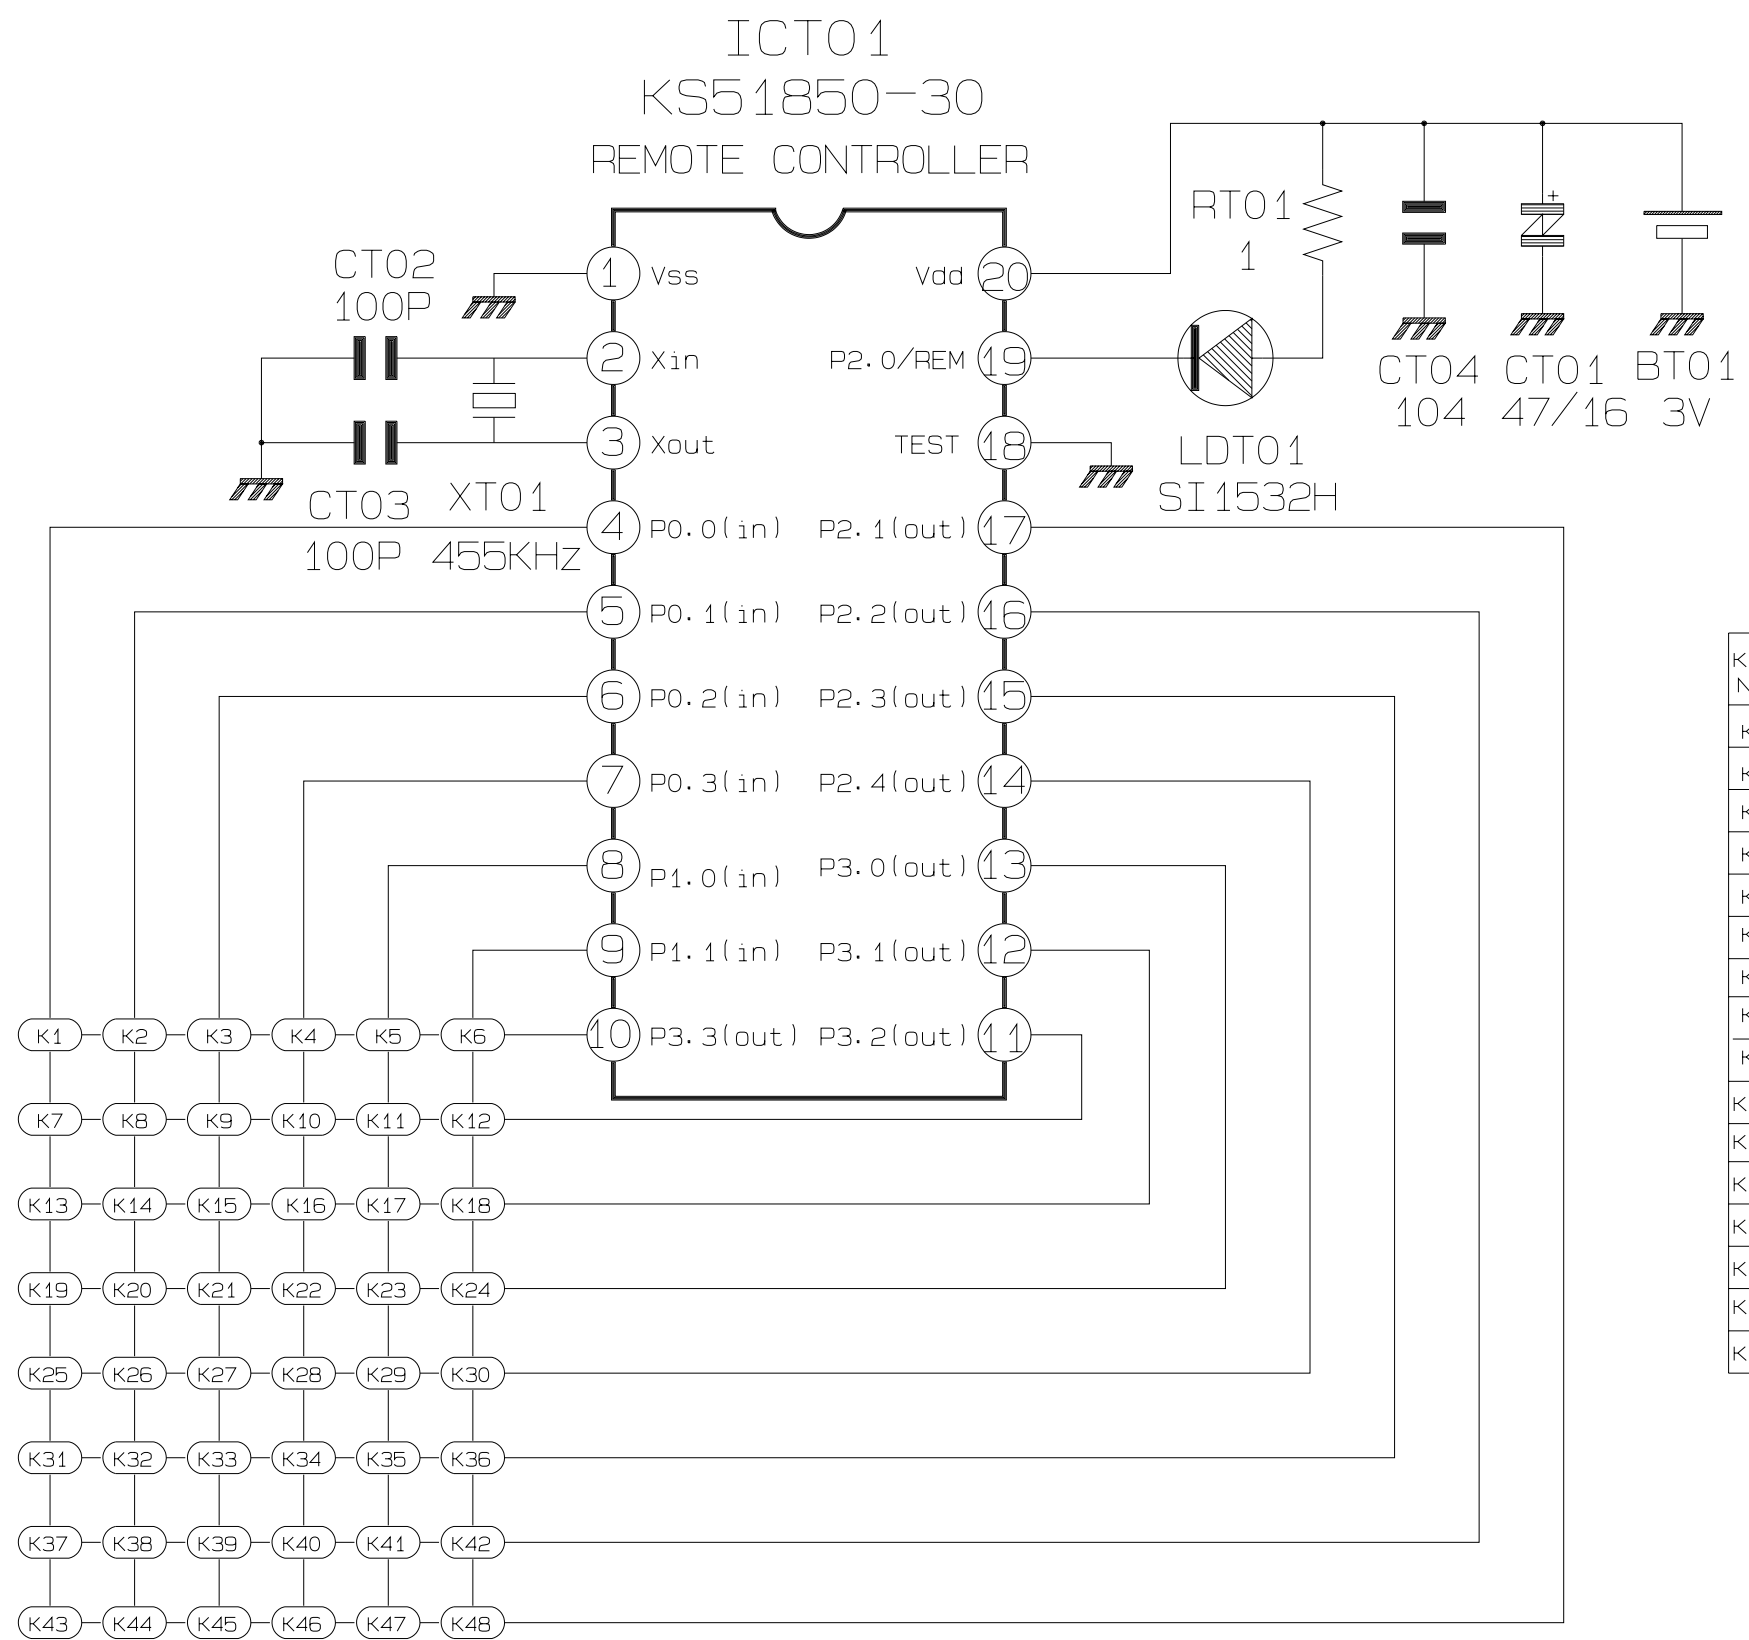 ICT01
KS51850-30
REMOTE CONTROLLER
RT01
1
CT02
100P
1 Vss
Vdd 20
2 Xin
P2.0/REM 19
CT04
104
CT01
47/16
BT01
3V
+
3 Xout
TEST 18
LDT01
SI1532H
CT03
100P
XT01
455KHz
4 P0.0(in)
P2.1(out) 17
5 P0.1(in)
P2.2(out) 16
6 P0.2(in)
P2.3(out) 15
7 P0.3(in)
P2.4(out) 14
8 P1.0(in)
P3.0(out) 13
9 P1.1(in)
P3.1(out) 12
10 P3.3(out)
P3.2(out) 11
K1 K2 K3 K4 K5 K6
K7 K8 K9 K10 K11 K12
K13 K14 K15 K16 K17 K18
K19 K20 K21 K22 K23 K24
K25 K26 K27 K28 K29 K30
K31 K32 K33 K34 K35 K36
K37 K38 K39 K40 K41 K42
K43 K44 K45 K46 K47 K48